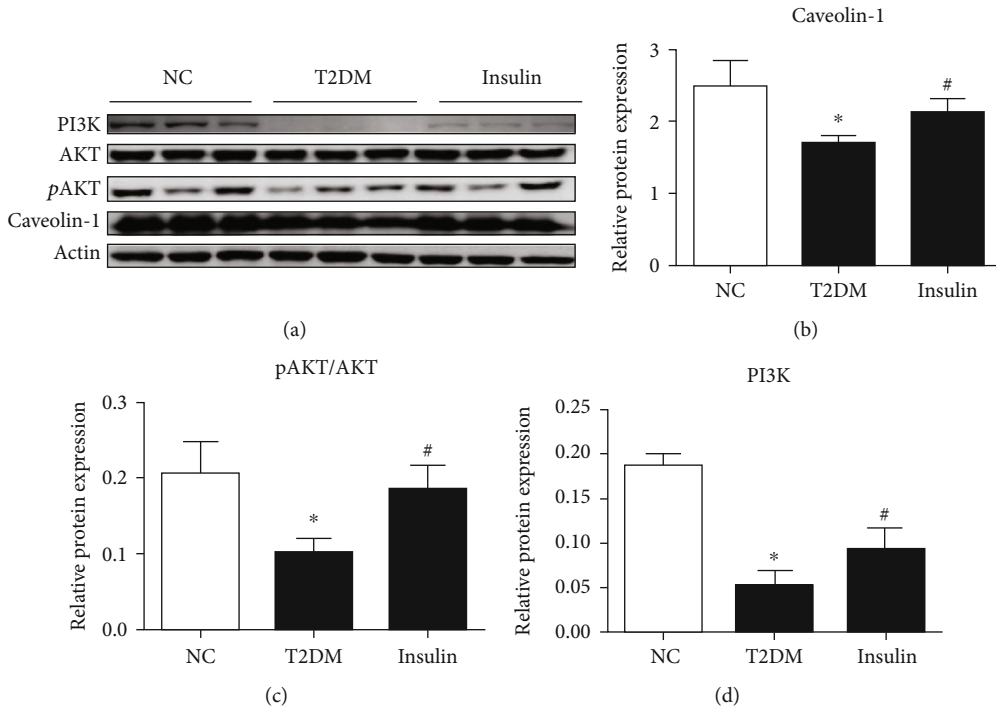 NC T2DM Insulin
PI3K
AKT
pAKT
Caveolin-1
Actin
(a)
Caveolin-1
Relative protein expression
3
2
1
0
*
#
NC T2DM Insulin
(b)
pAKT/AKT
Relative protein expression
0.3
0.2
0.1
0.0
*
#
NC T2DM Insulin
(c)
PI3K
Relative protein expression
0.25
0.20
0.15
0.10
0.05
0.00
*
#
NC T2DM Insulin
(d)